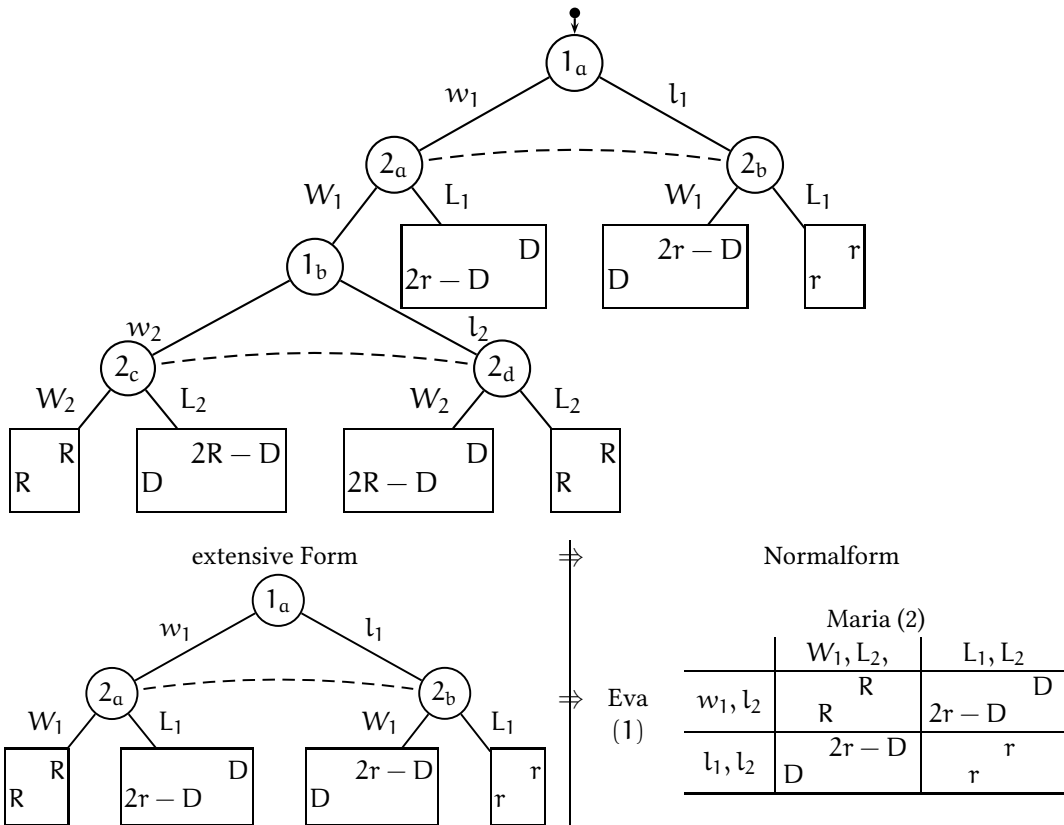 1a
w1 l1
2a 2b
W1 L1 W1 L1
D 2r − D r
1b 2r − D D r
w2 l2
2c 2d
W2 L2 W2 L2
R 2R − D D R
R D 2R − D R
extensive Form ⇒ Normalform
1a
w1 l1
Maria (2)
W1, L2, L1, L2
2a 2b ⇒ Eva w1, l2 R D
W1 L1 W1 L1 (1) R 2r − D
R D 2r − D r l1, l2 2r − D r
R 2r − D D r D r